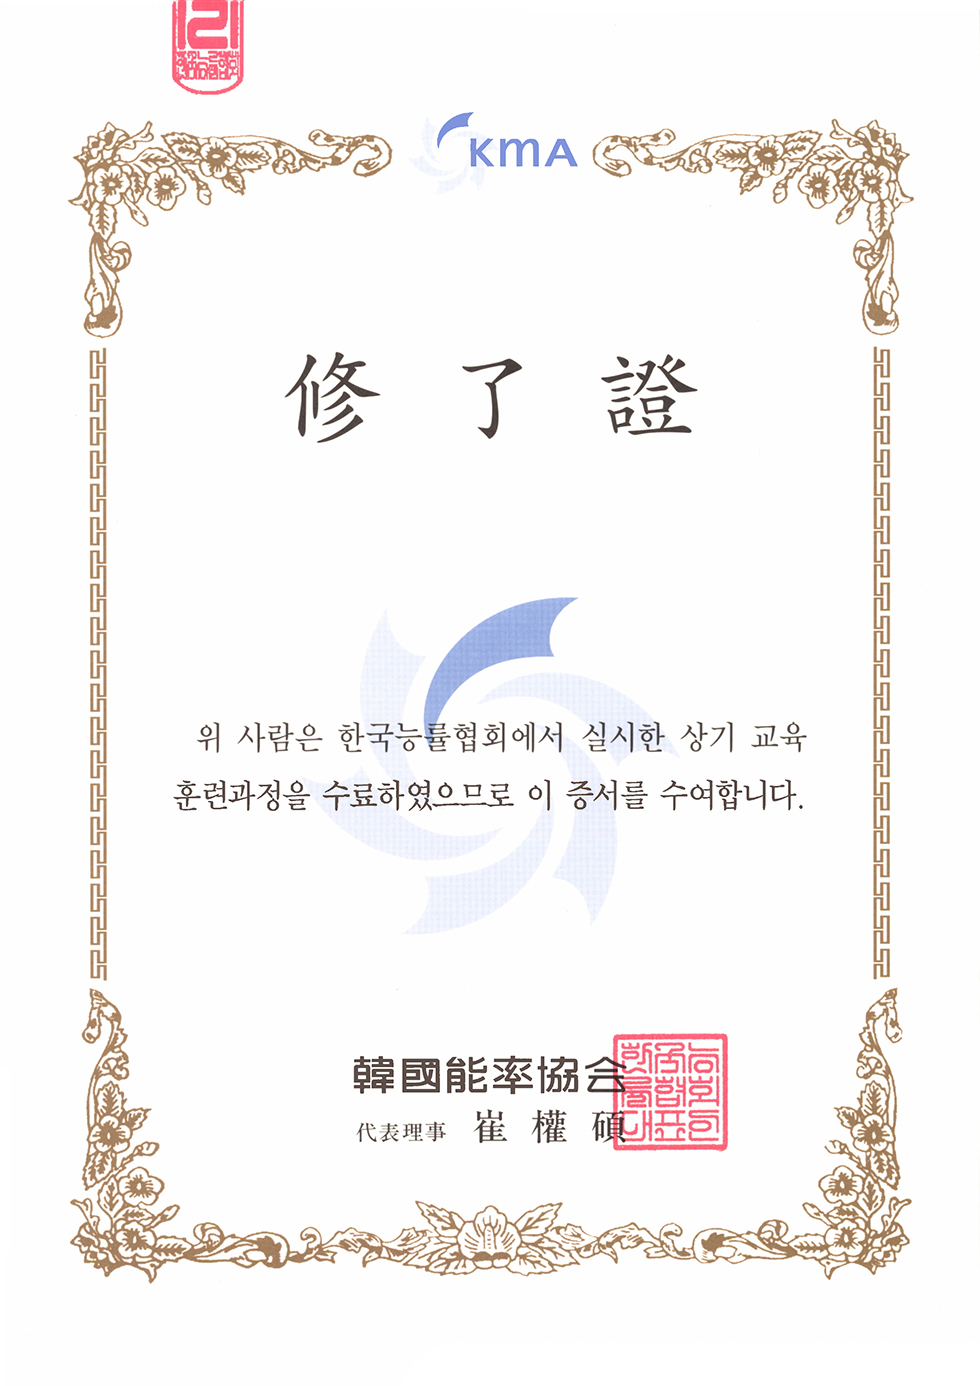 KMA
修了證
위 사람은 한국능률협회에서 실시한 상기 교육
훈련과정을 수료하였으므로 이 증서를 수여합니다.
韓國能率協会
代表理事 崔權碩